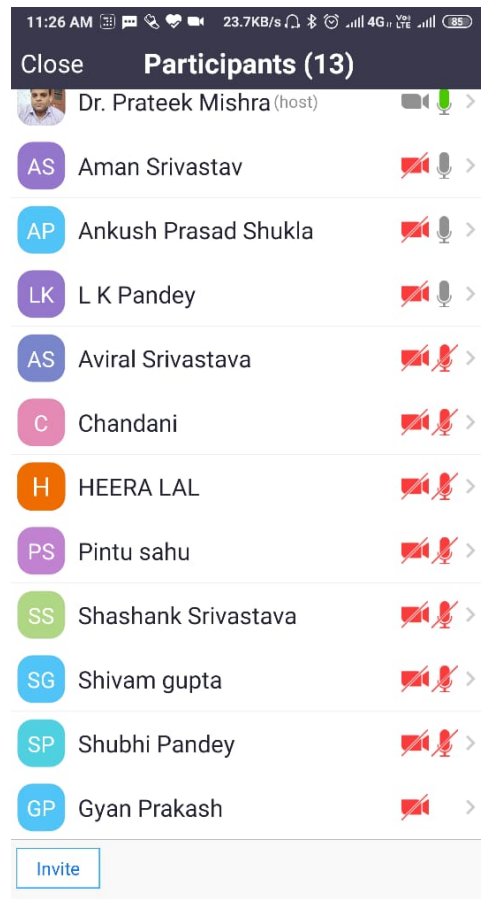 11:26 AM 23.7KB/s 4G Vo) LTE 85
Close Participants (13)
Dr. Prateek Mishra (host)
AS Aman Srivastav
AP Ankush Prasad Shukla
LK L K Pandey
AS Aviral Srivastava
C Chandani
H HEERA LAL
PS Pintu sahu
SS Shashank Srivastava
SG Shivam gupta
SP Shubhi Pandey
GP Gyan Prakash
Invite